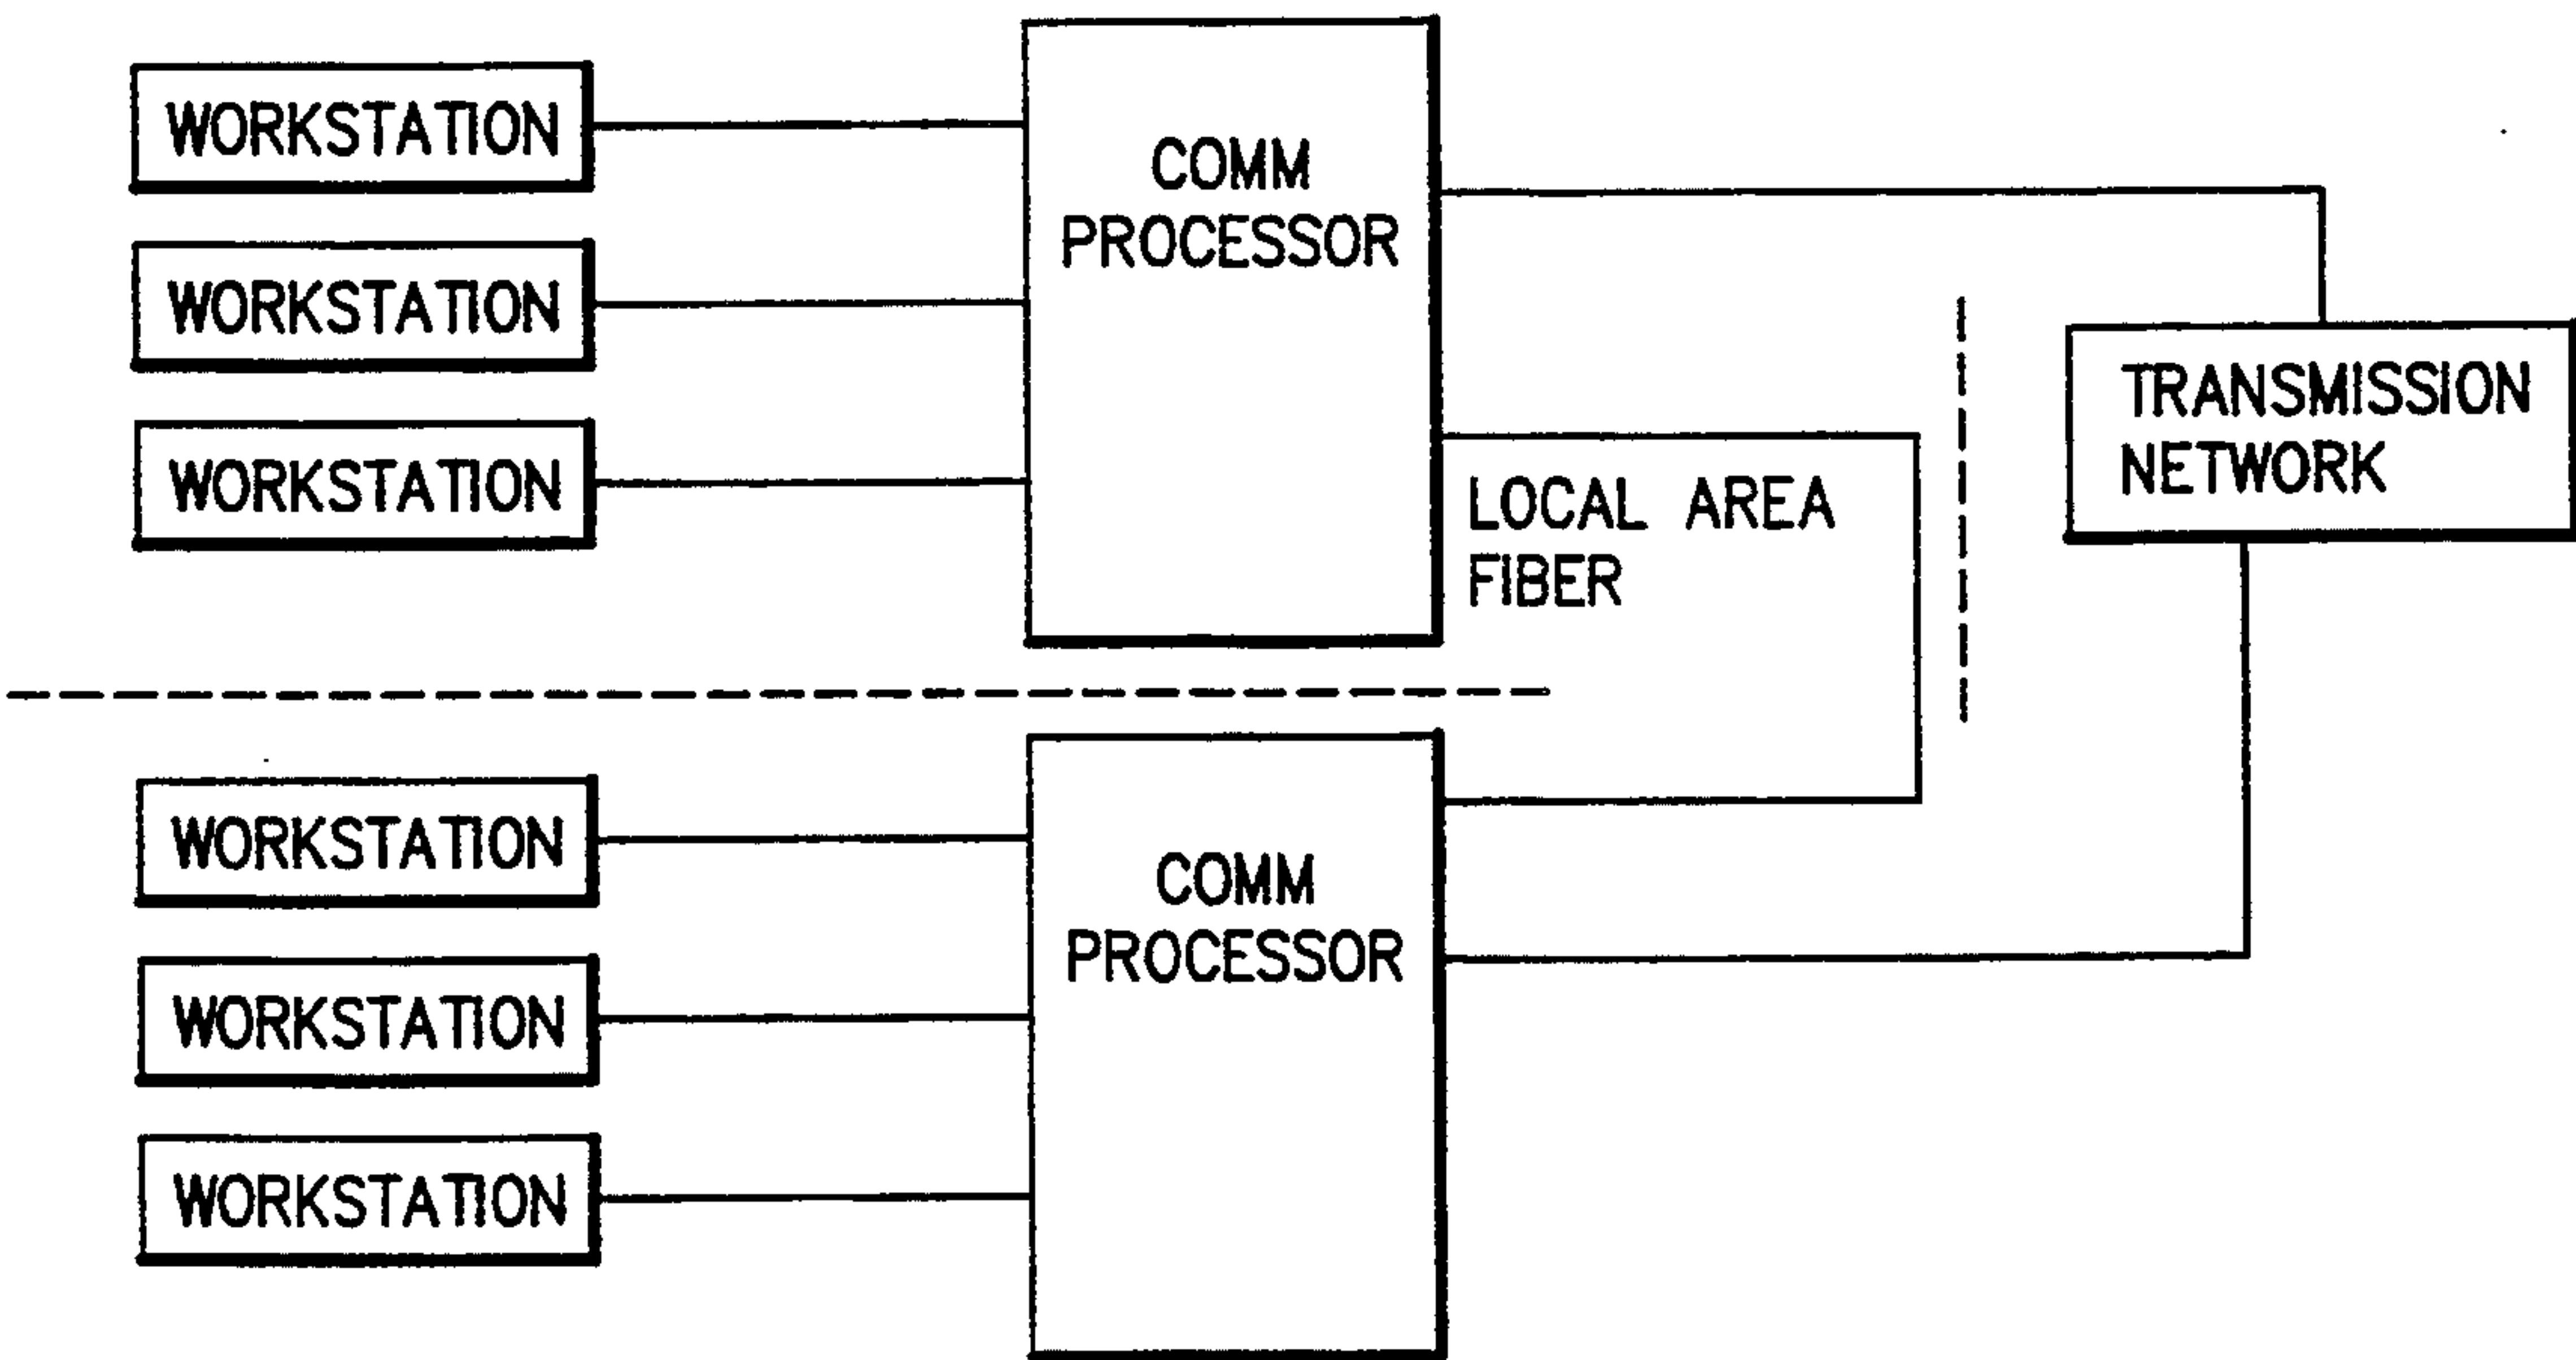 WORKSTATION
WORKSTATION
WORKSTATION
COMM
PROCESSOR
LOCAL AREA
FIBER
TRANSMISSION
NETWORK
WORKSTATION
WORKSTATION
WORKSTATION
COMM
PROCESSOR